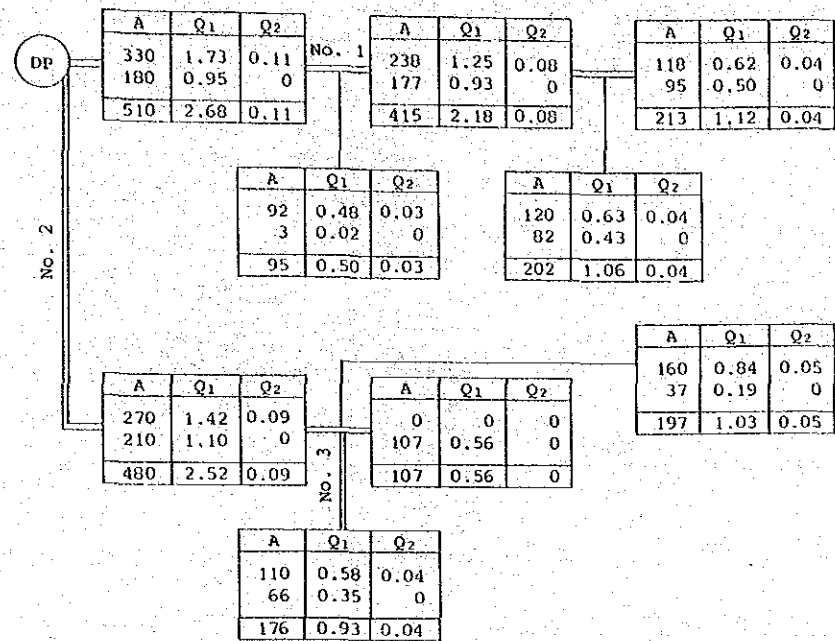 DP
A Q1 Q2
330 1.73 0.11
180 0.95 0
510 2.68 0.11
No. 1
A Q1 Q2
238 1.25 0.08
177 0.93 0
415 2.18 0.08
A Q1 Q2
118 0.62 0.04
95 0.50 0
213 1.12 0.04
A Q1 Q2
92 0.48 0.03
3 0.02 0
95 0.50 0.03
A Q1 Q2
120 0.63 0.04
82 0.43 0
202 1.06 0.04
No. 2
A Q1 Q2
160 0.84 0.05
37 0.19 0
197 1.03 0.05
A Q1 Q2
270 1.42 0.09
210 1.10 0
480 2.52 0.09
No. 3
A Q1 Q2
0 0 0
107 0.56 0
107 0.56 0
A Q1 Q2
110 0.58 0.04
66 0.35 0
176 0.93 0.04